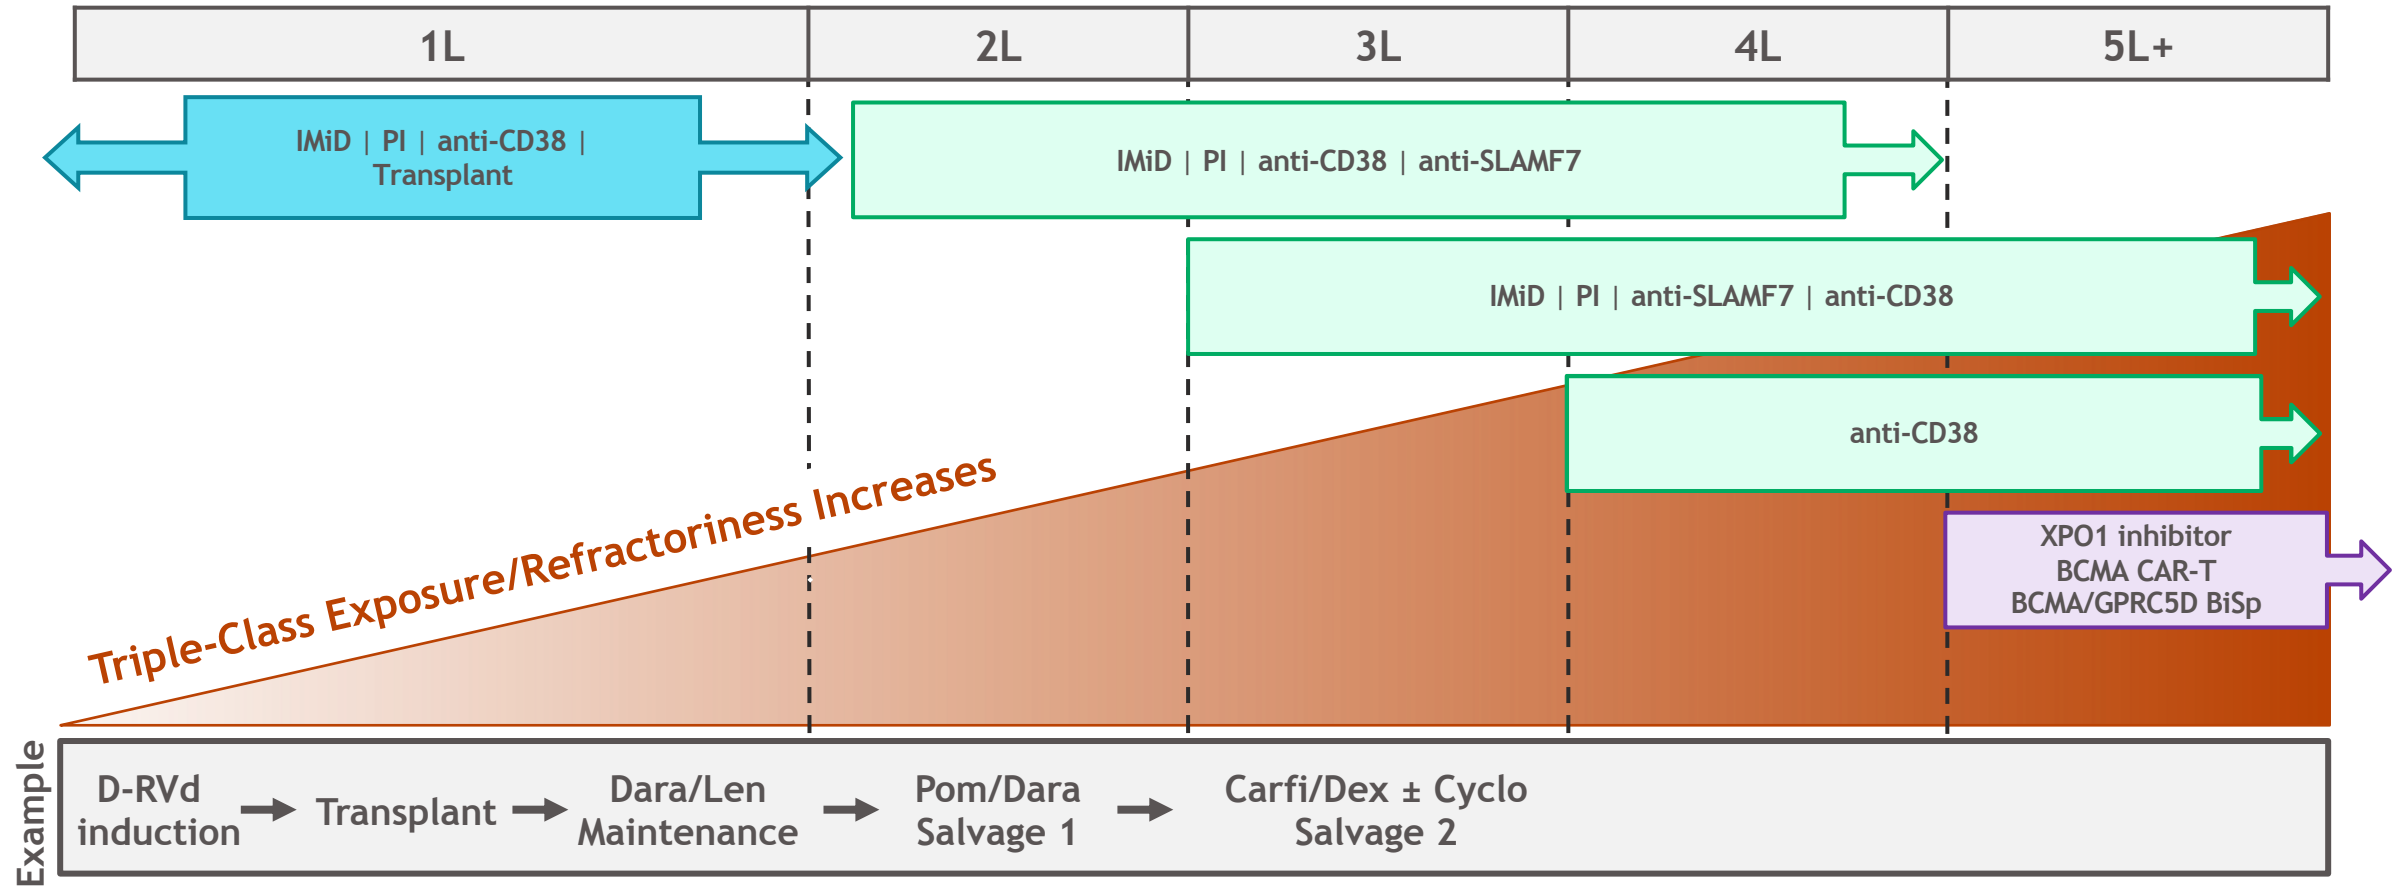 1L
2L
3L
4L
5L+
IMiD | PI | anti-CD38 |
Transplant
IMiD | PI | anti-CD38 | anti-SLAMF7
IMiD | PI | anti-SLAMF7 | anti-CD38
anti-CD38
XPO1 inhibitor
BCMA CAR-T
BCMA/GPRC5D BiSp
Triple-Class Exposure/Refractoriness Increases
Example
D-RVd
induction
Transplant
Dara/Len
Maintenance
Pom/Dara
Salvage 1
Carfi/Dex ± Cyclo
Salvage 2